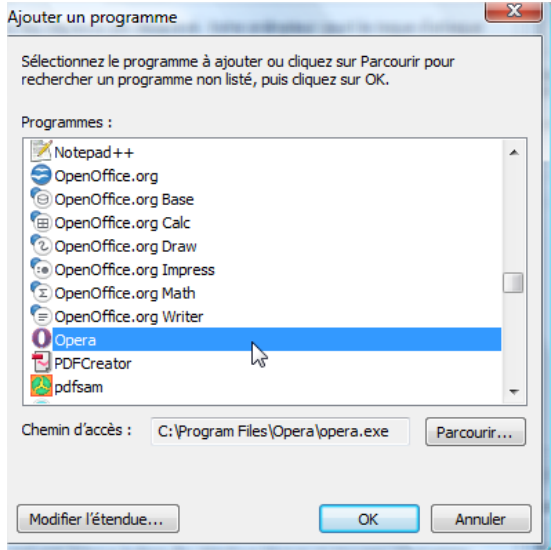 Ajouter un programme
Sélectionnez le programme à ajouter ou cliquez sur Parcourir pour
rechercher un programme non listé, puis cliquez sur OK.
Programmes :
Notepad++
OpenOffice.org
OpenOffice.org Base
OpenOffice.org Calc
OpenOffice.org Draw
OpenOffice.org Impress
OpenOffice.org Math
OpenOffice.org Writer
Opera
PDFCreator
pdfsam
Chemin d'accès : C:\Program Files\Opera\opera.exe Parcourir...
Modifier l'étendue... OK Annuler